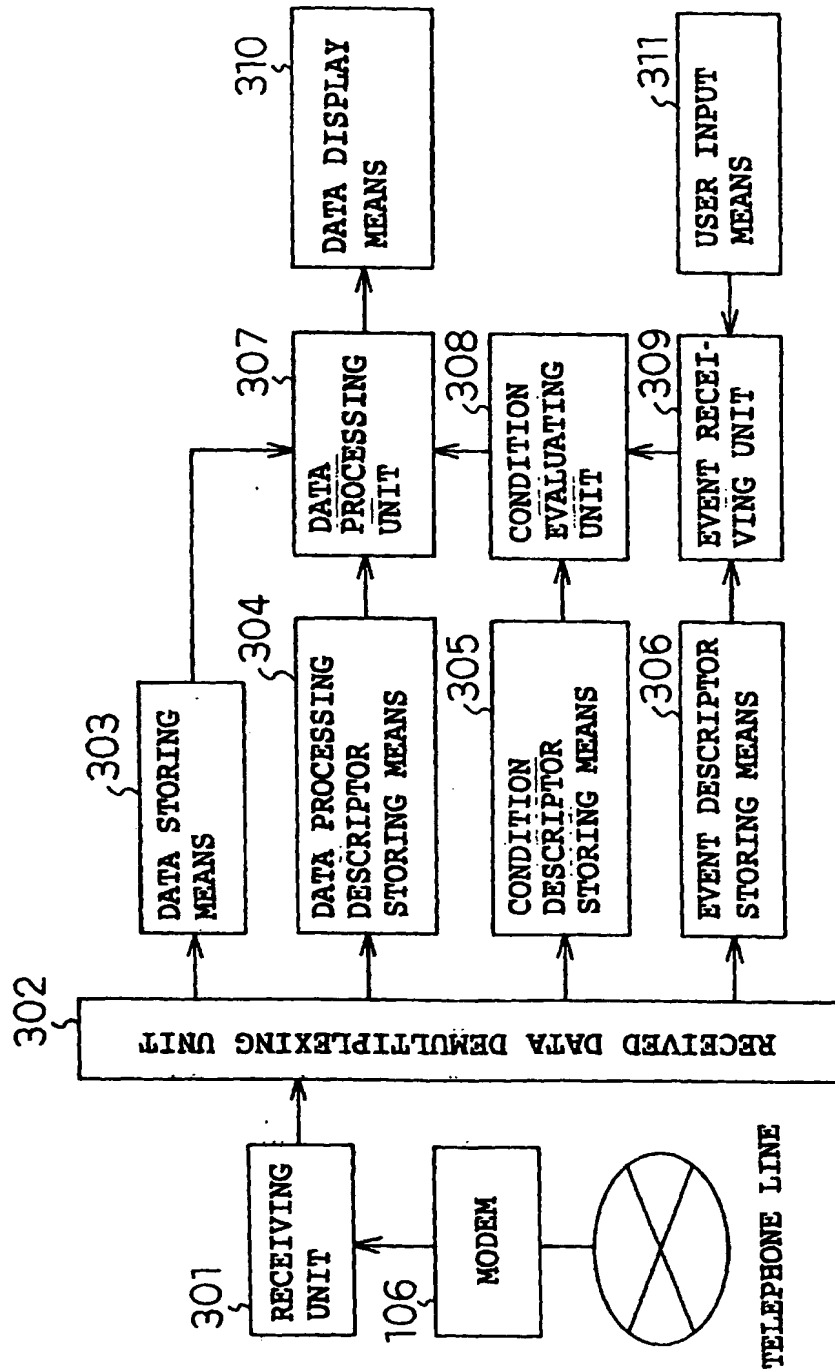 301
RECEIVING
UNIT
106
MODEM
TELEPHONE LINE
302
RECEIVED DATA DEMULTIPLEXING UNIT
303
DATA STORING
MEANS
304
DATA PROCESSING
DESCRIPTOR
STORING MEANS
305
CONDITION
DESCRIPTOR
STORING MEANS
306
EVENT DESCRIPTOR
STORING MEANS
307
DATA
PROCESSING
UNIT
308
CONDITION
EVALUATING
UNIT
309
EVENT RECEI-
VING UNIT
310
DATA DISPLAY
MEANS
311
USER INPUT
MEANS